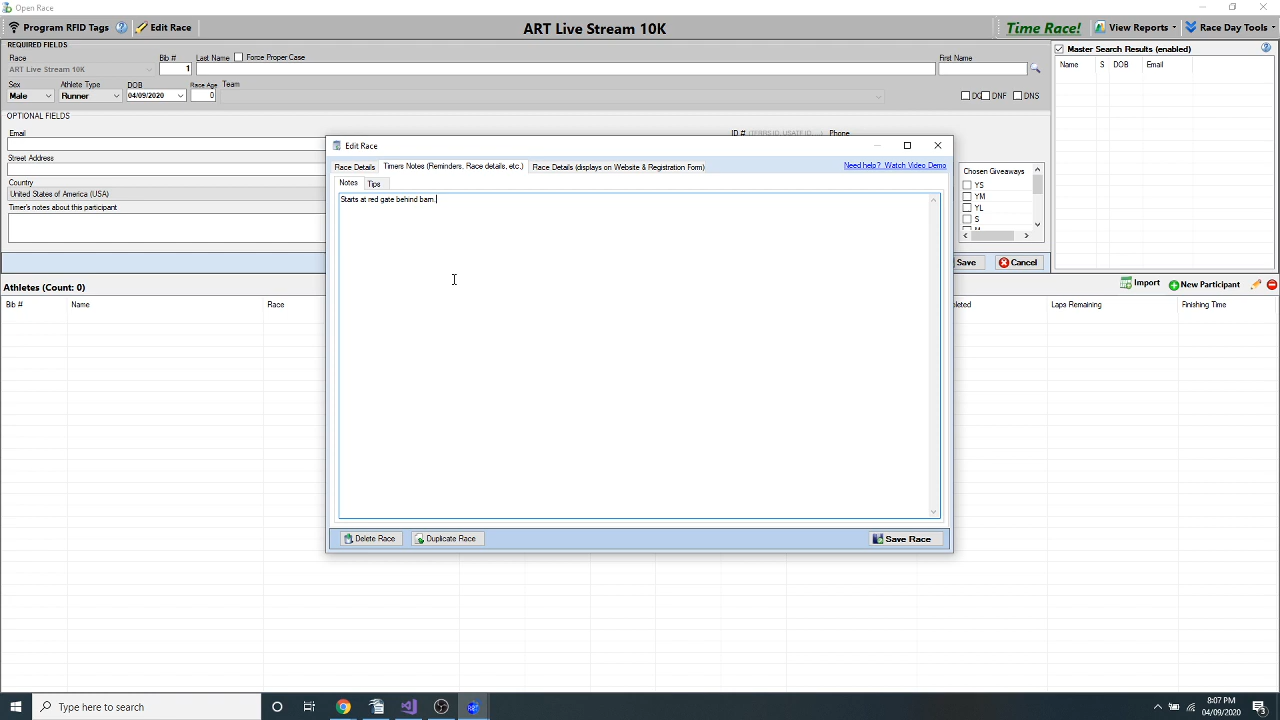 Open Race
Program RFID Tags
Edit Race
ART Live Stream 10K
Time Race!
View Reports
Race Day Tools
REQUIRED FIELDS
Race
Bib #
Last Name
Force Proper Case
First Name
ART Live Stream 10K
1
Sex
Athlete Type
DOB
Race Age
Team
Male
Runner
04/09/2020
0
DNF
DNS
Master Search Results (enabled)
Name
S
DOB
Email
OPTIONAL FIELDS
Email
ID #
Phone
Street Address
Country
United States of America (USA)
Timer's notes about this participant
Chosen Giveaways
YS
YM
YL
S
Save
Cancel
Edit Race
Race Details
Timers Notes (Reminders, Race details, etc.)
Race Details (displays on Website & Registration Form)
Need help? Watch Video Demo
Notes
Tips
Starts at red gate behind barn.
Delete Race
Duplicate Race
Save Race
Athletes (Count: 0)
Import
New Participant
Bib #
Name
Race
Laps Remaining
Finishing Time
Type here to search
8:07 PM
04/09/2020
3